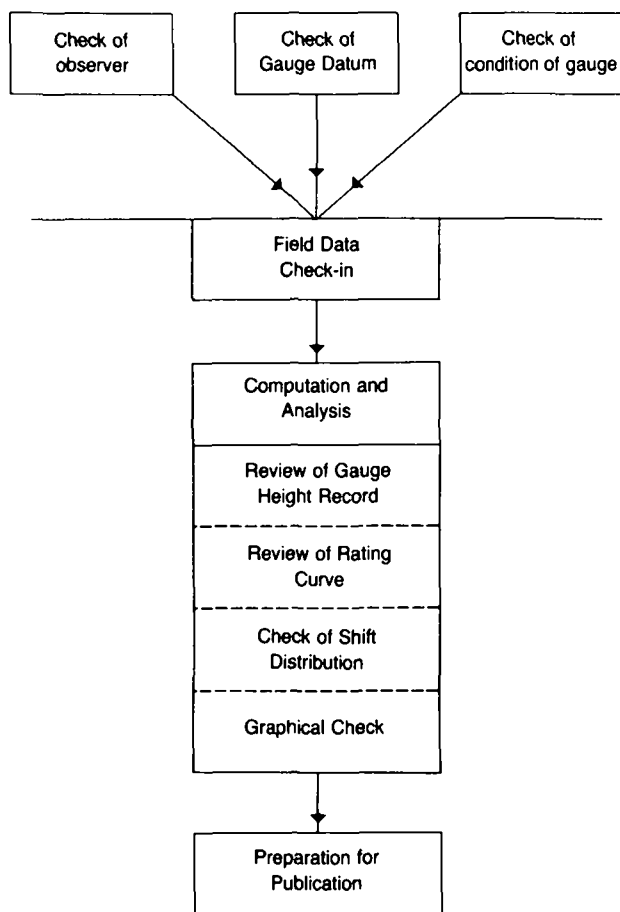 Check of
observer
Check of
Gauge Datum
Check of
condition of gauge
Field Data
Check-in
Computation and
Analysis
Review of Gauge
Height Record
Review of Rating
Curve
Check of Shift
Distribution
Graphical Check
Preparation for
Publication